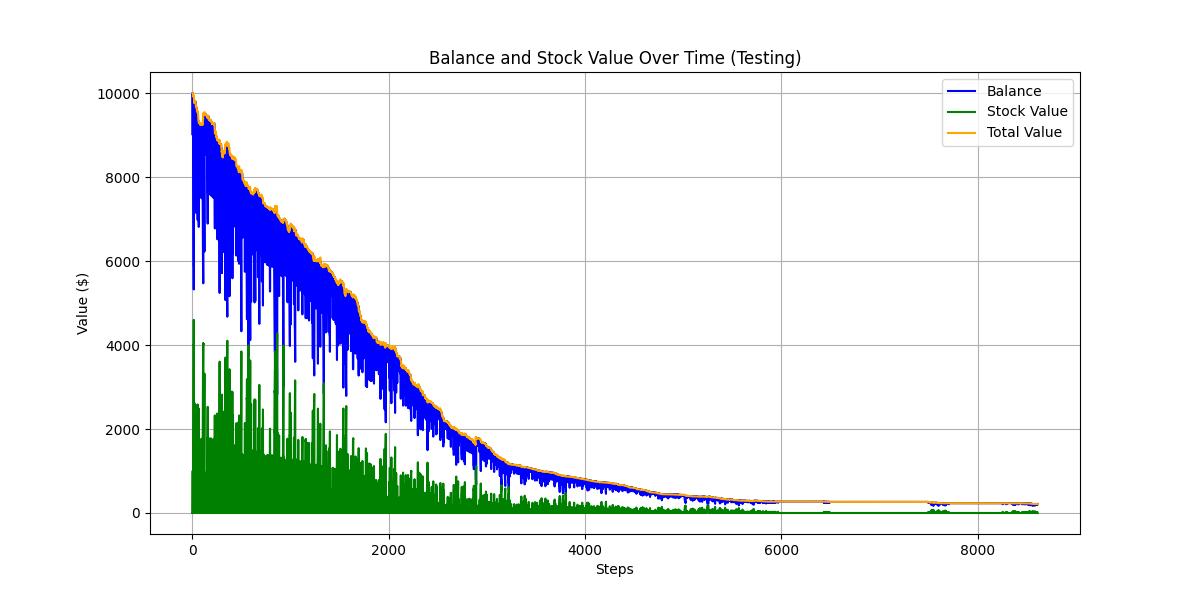 Balance and Stock Value Over Time (Testing)
Balance
Stock Value
Total Value
10000
8000
6000
4000
2000
0
Value ($)
0 2000 4000 6000 8000
Steps